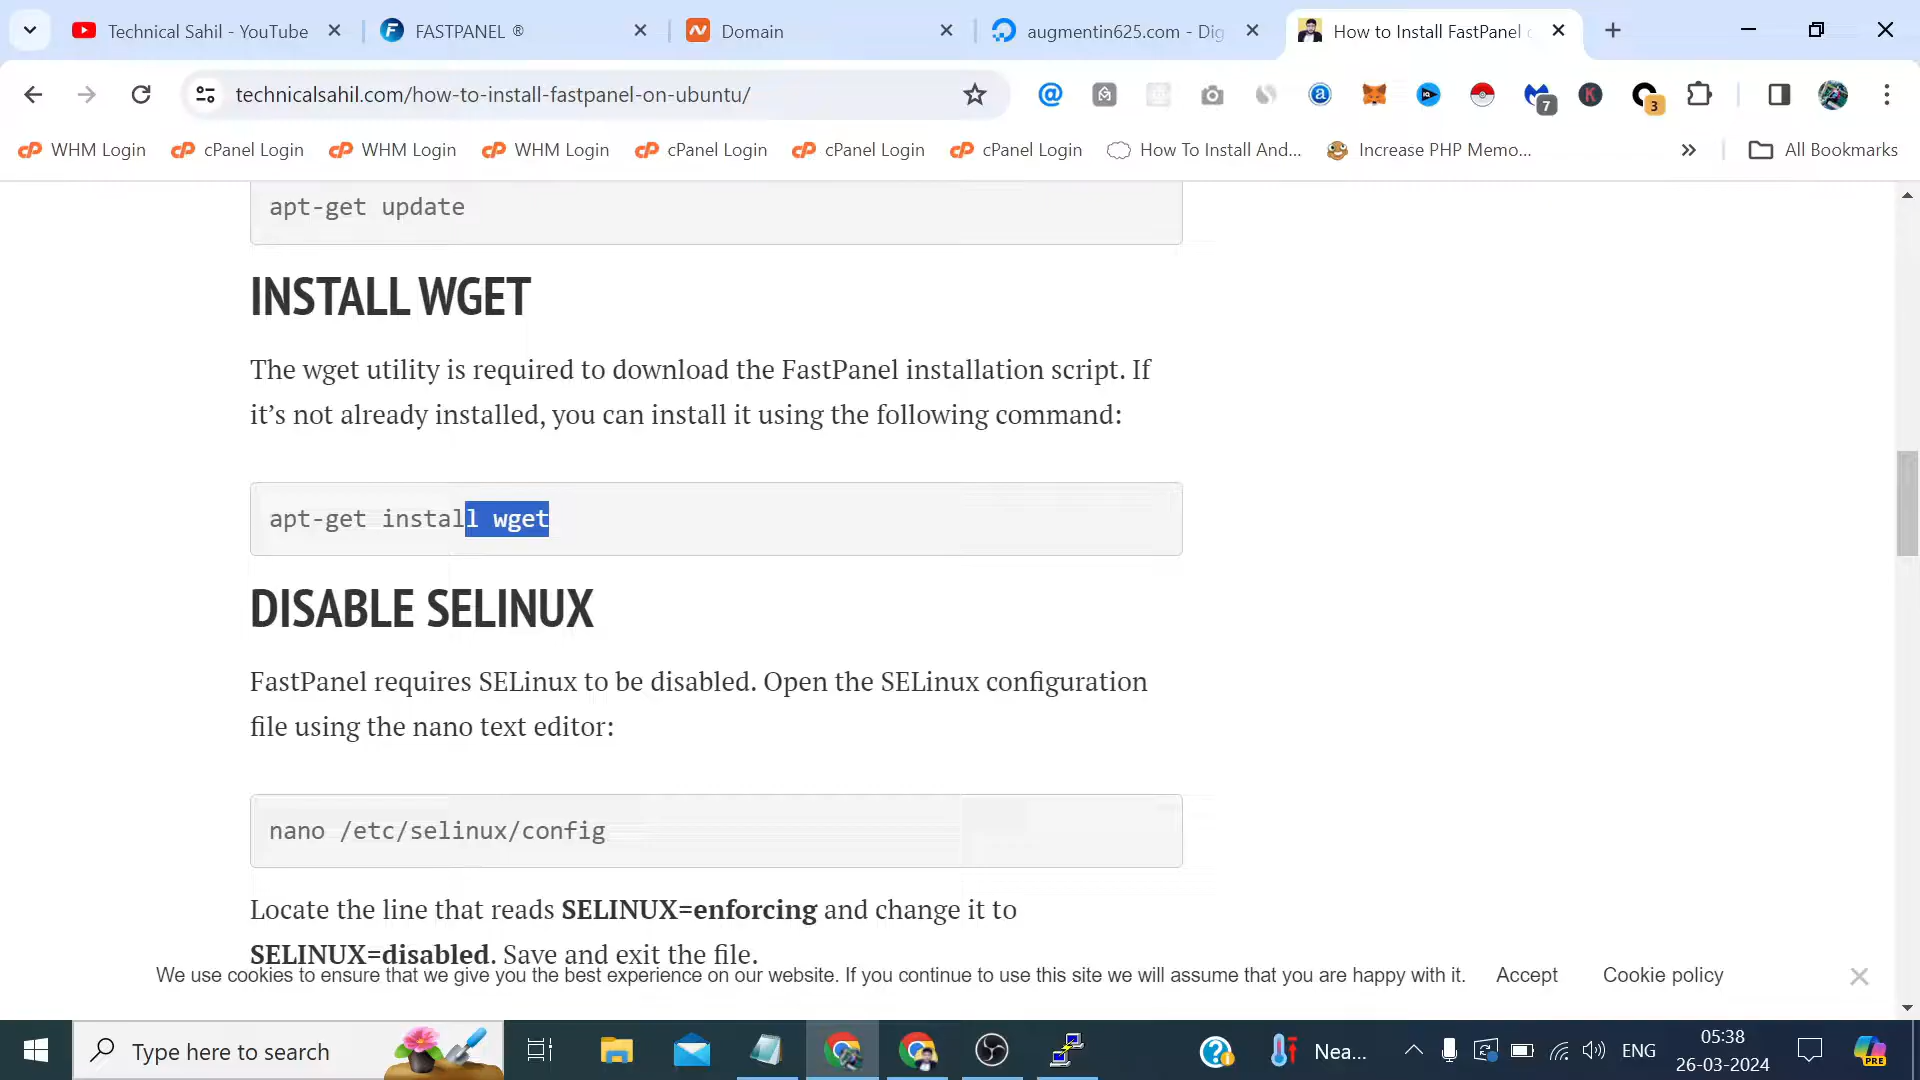 Technical Sahil - YouTube
FASTPANEL ®
Domain
augmentin625.com - Dig
How to Install FastPanel
technicalsahil.com/how-to-install-fastpanel-on-ubuntu/
7
K
3
WHM Login
cPanel Login
WHM Login
WHM Login
cPanel Login
cPanel Login
cPanel Login
How To Install And...
Increase PHP Memo...
»
All Bookmarks
apt-get update
INSTALL WGET
The wget utility is required to download the FastPanel installation script. If
it’s not already installed, you can install it using the following command:
apt-get install wget
DISABLE SELINUX
FastPanel requires SELinux to be disabled. Open the SELinux configuration
file using the nano text editor:
nano /etc/selinux/config
Locate the line that reads SELINUX=enforcing and change it to
SELINUX=disabled. Save and exit the file.
We use cookies to ensure that we give you the best experience on our website. If you continue to use this site we will assume that you are happy with it.
Accept
Cookie policy
Type here to search
Nea...
ENG
05:38
26-03-2024
PRE